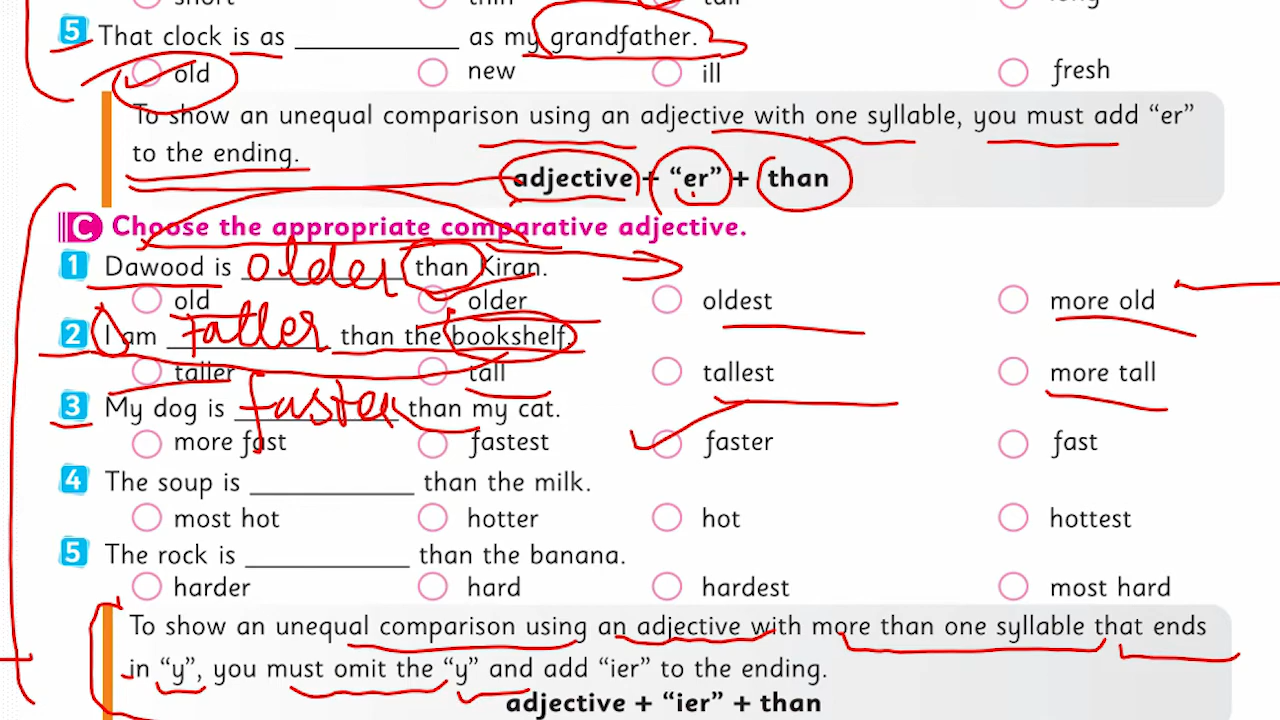 short thin tall long
5 That clock is as ____________ as my grandfather.
old new ill fresh
To show an unequal comparison using an adjective with one syllable, you must add “er”
to the ending.
adjective + “er” + than
C Choose the appropriate comparative adjective.
1 Dawood is older than Kiran.
old older oldest more old
2 I am Taller than the bookshelf.
taller tall tallest more tall
3 My dog is faster than my cat.
more fast fastest faster fast
4 The soup is ____________ than the milk.
most hot hotter hot hottest
5 The rock is ____________ than the banana.
harder hard hardest most hard
To show an unequal comparison using an adjective with more than one syllable that ends
in “y”, you must omit the “y” and add “ier” to the ending.
adjective + “ier” + than